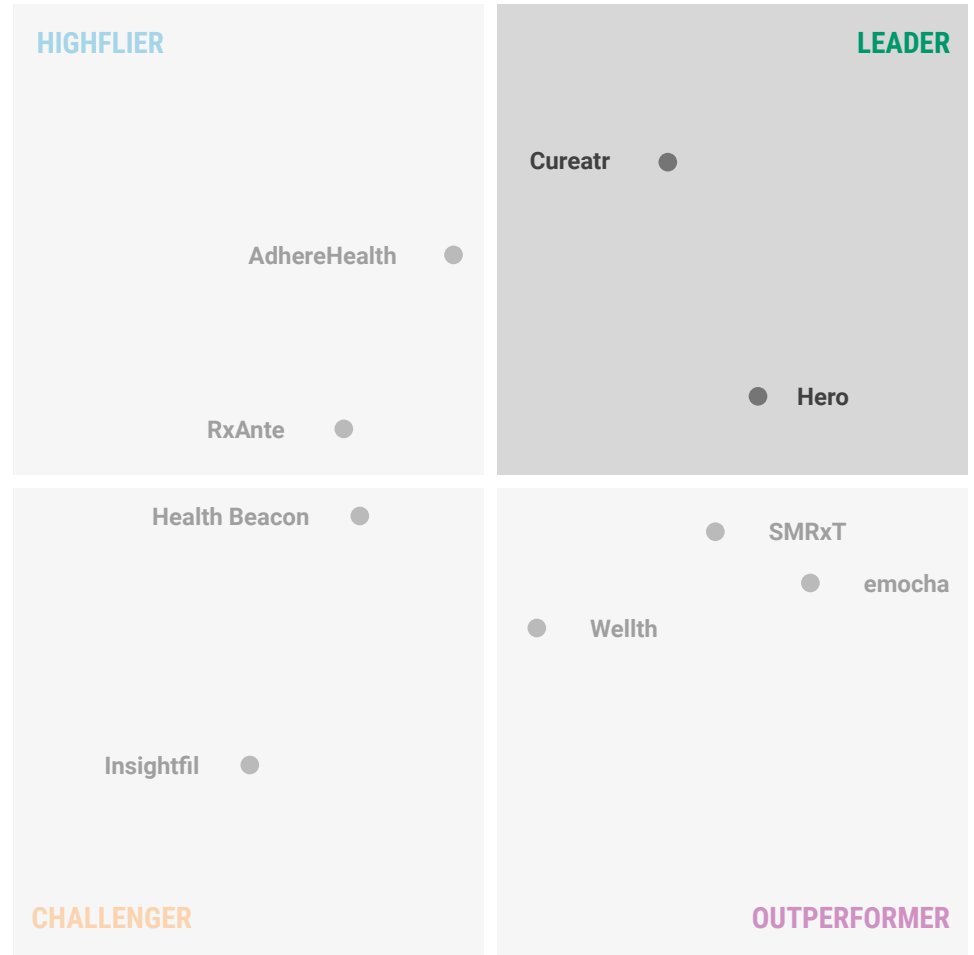 HIGHFLIER
LEADER
Cureatr
AdhereHealth
Hero
RxAnte
Health Beacon
SMRxT
emocha
Wellth
Insightfil
CHALLENGER
OUTPERFORMER